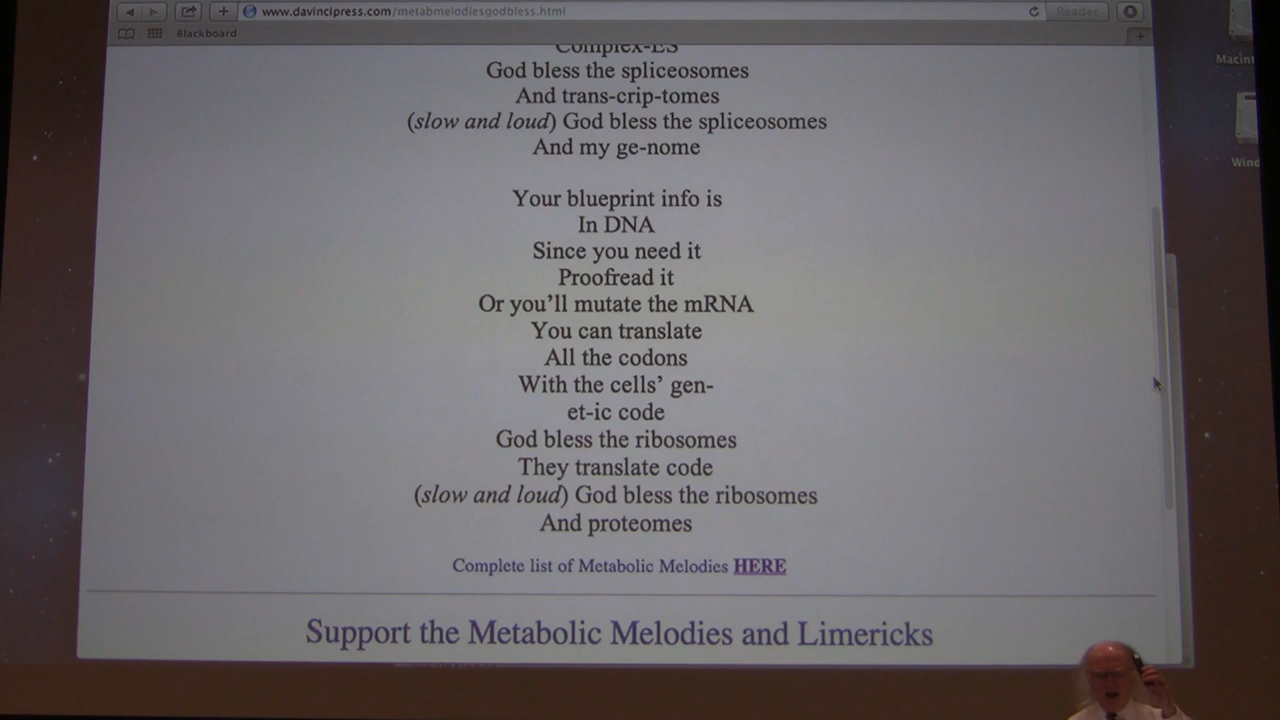 www.davincipress.com/metabmelodiesgodbless.html
Reader
Blackboard
Complex-ES
God bless the spliceosomes
And trans-crip-tomes
(slow and loud) God bless the spliceosomes
And my ge-nome
Your blueprint info is
In DNA
Since you need it
Proofread it
Or you’ll mutate the mRNA
You can translate
All the codons
With the cells’ gen-
et-ic code
God bless the ribosomes
They translate code
(slow and loud) God bless the ribosomes
And proteomes
Complete list of Metabolic Melodies HERE
Support the Metabolic Melodies and Limericks
Macint
Wind